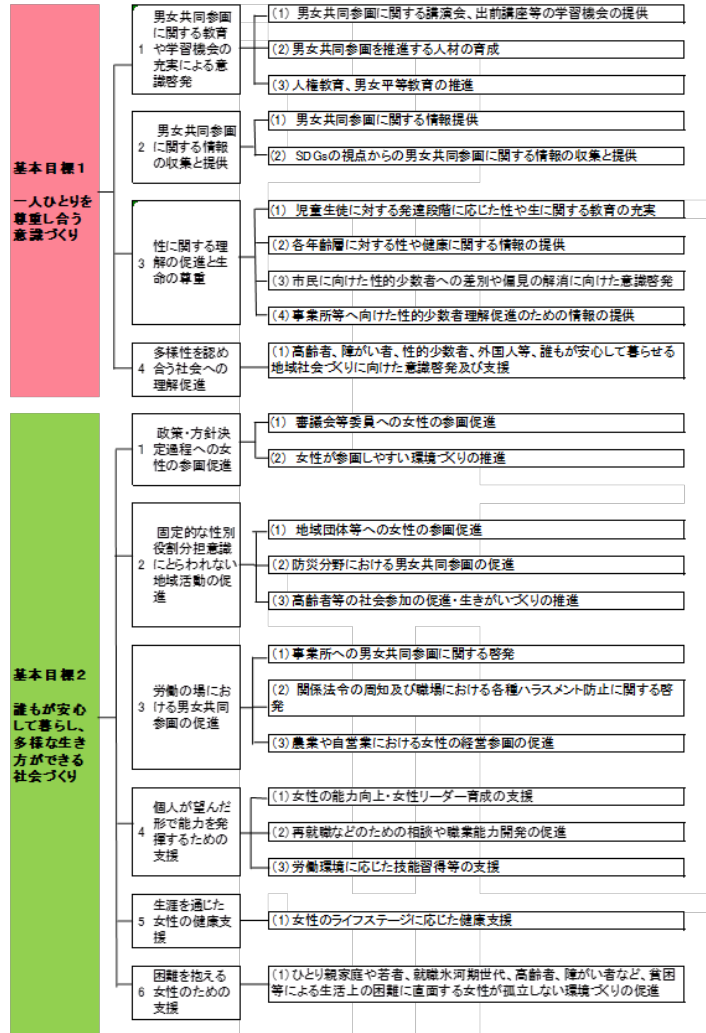 基本目標1
一人ひとりを
尊重し合う
意識づくり
1
男女共同参画
に関する教育
や学習機会の
充実による意
識啓発
(1) 男女共同参画に関する講演会、出前講座等の学習機会の提供
(2)男女共同参画を推進する人材の育成
(3)人権教育、男女平等教育の推進
2
男女共同参画
に関する情報
の収集と提供
(1) 男女共同参画に関する情報提供
(2) SDGsの視点からの男女共同参画に関する情報の収集と提供
3
性に関する理
解の促進と生
命の尊重
(1) 児童生徒に対する発達段階に応じた性や生に関する教育の充実
(2)各年齢層に対する性や健康に関する情報の提供
(3)市民に向けた性的少数者への差別や偏見の解消に向けた意識啓発
(4)事業所等へ向けた性的少数者理解促進のための情報の提供
4
多様性を認め
合う社会への
理解促進
(1)高齢者、障がい者、性的少数者、外国人等、誰もが安心して暮らせる
地域社会づくりに向けた意識啓発及び支援
基本目標2
誰もが安心
して暮らし、
多様な生き
方ができる
社会づくり
1
政策・方針決
定過程への女
性の参画促進
(1) 審議会等委員への女性の参画促進
(2) 女性が参画しやすい環境づくりの推進
2
固定的な性別
役割分担意識
にとらわれない
地域活動の促
進
(1) 地域団体等への女性の参画促進
(2)防災分野における男女共同参画の促進
(3)高齢者等の社会参加の促進・生きがいづくりの推進
3
労働の場にお
ける男女共同
参画の促進
(1)事業所への男女共同参画に関する啓発
(2) 関係法令の周知及び職場における各種ハラスメント防止に関する啓
発
(3)農業や自営業における女性の経営参画の促進
4
個人が望んだ
形で能力を発
揮するための
支援
(1)女性の能力向上・女性リーダー育成の支援
(2)再就職などのための相談や職業能力開発の促進
(3)労働環境に応じた技能習得等の支援
5
生涯を通じた
女性の健康支
援
(1)女性のライフステージに応じた健康支援
6
困難を抱える
女性のための
支援
(1)ひとり親家庭や若者、就職氷河期世代、高齢者、障がい者など、貧困
等による生活上の困難に直面する女性が孤立しない環境づくりの促進